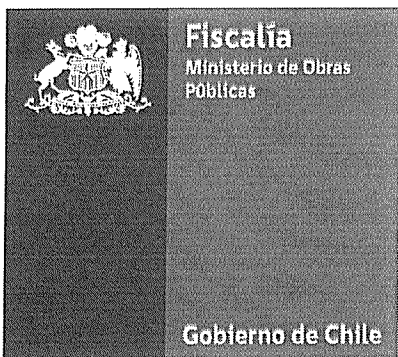 Fiscalía
Ministerio de Obras
Públicas
Gobierno de Chile